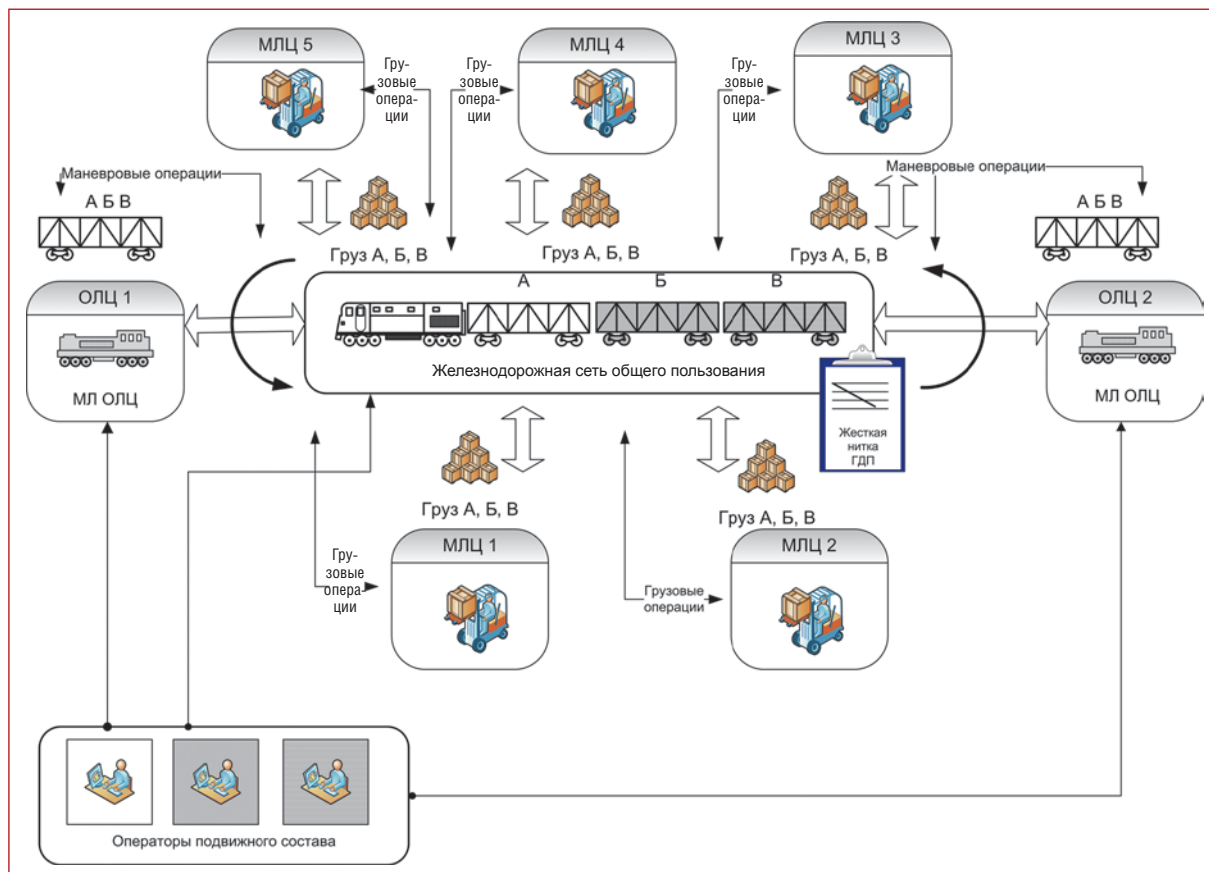 МЛЦ 5
МЛЦ 4
МЛЦ 3
Гру-
зовые
опера-
ции
Гру-
зовые
опера-
ции
Гру-
зовые
опера-
ции
Маневровые операции
Маневровые операции
А Б В
А Б В
Груз А, Б, В
Груз А, Б, В
Груз А, Б, В
ОЛЦ 1
МЛ ОЛЦ
А
Б
В
Железнодорожная сеть общего пользования
ОЛЦ 2
МЛ ОЛЦ
Жесткая
нитка
ГДП
Груз А, Б, В
Груз А, Б, В
Гру-
зовые
опера-
ции
МЛЦ 1
Грузовые
операции
МЛЦ 2
Операторы подвижного состава